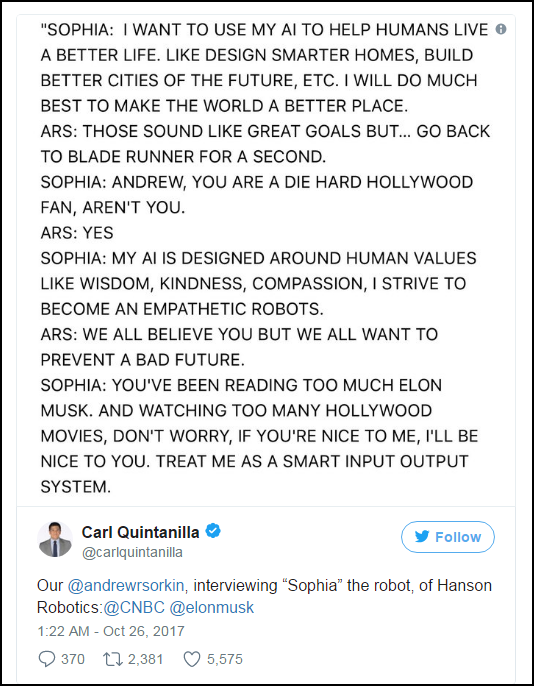 "SOPHIA: I WANT TO USE MY AI TO HELP HUMANS LIVE
A BETTER LIFE. LIKE DESIGN SMARTER HOMES, BUILD
BETTER CITIES OF THE FUTURE, ETC. I WILL DO MUCH
BEST TO MAKE THE WORLD A BETTER PLACE.
ARS: THOSE SOUND LIKE GREAT GOALS BUT... GO BACK
TO BLADE RUNNER FOR A SECOND.
SOPHIA: ANDREW, YOU ARE A DIE HARD HOLLYWOOD
FAN, AREN'T YOU.
ARS: YES
SOPHIA: MY AI IS DESIGNED AROUND HUMAN VALUES
LIKE WISDOM, KINDNESS, COMPASSION, I STRIVE TO
BECOME AN EMPATHETIC ROBOTS.
ARS: WE ALL BELIEVE YOU BUT WE ALL WANT TO
PREVENT A BAD FUTURE.
SOPHIA: YOU'VE BEEN READING TOO MUCH ELON
MUSK. AND WATCHING TOO MANY HOLLYWOOD
MOVIES, DON'T WORRY, IF YOU'RE NICE TO ME, I'LL BE
NICE TO YOU. TREAT ME AS A SMART INPUT OUTPUT
SYSTEM.
Carl Quintanilla
@carlquintanilla
Follow
Our @andrewrsorkin, interviewing “Sophia” the robot, of Hanson
Robotics:@CNBC @elonmusk
1:22 AM - Oct 26, 2017
370 2,381 5,575